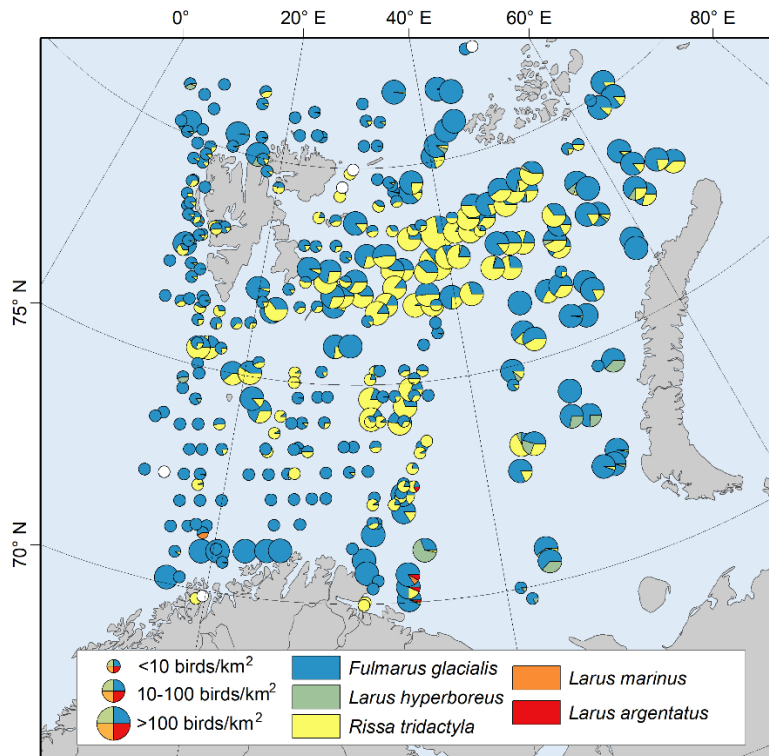 0° 20° E 40° E 60° E 80° E
75° N
70° N
<10 birds/km2
10-100 birds/km2
>100 birds/km2
Fulmarus glacialis
Larus hyperboreus
Rissa tridactyla
Larus marinus
Larus argentatus